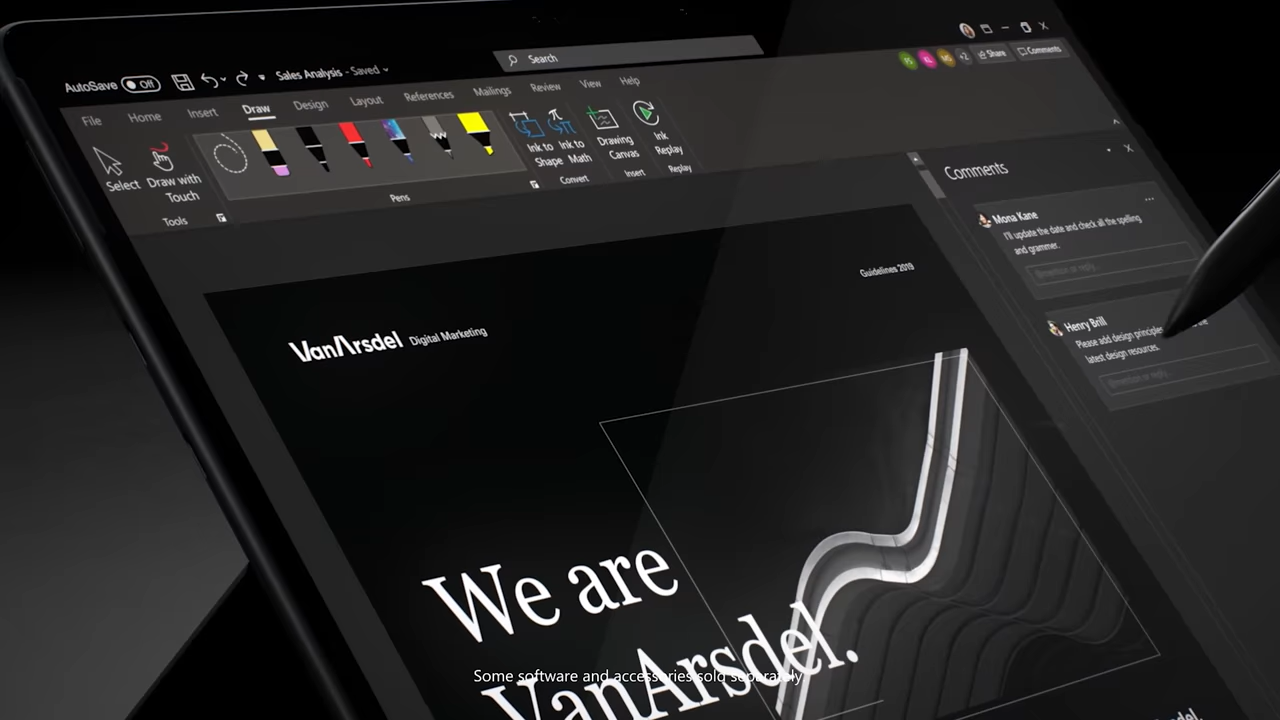 AutoSave Off
Sales Analysis - Saved
Search
Share
Comments
File Home Insert Draw Design Layout References Mailings Review View Help
Select
Draw with
Touch
Tools
Pens
Ink to
Shape
Ink to
Math
Convert
Drawing
Canvas
Insert
Ink
Replay
Replay
Comments
Mona Kane
I'll update the date and check all the spelling
and grammer.
Henry Brill
Please add design principles
latest design resources.
Guidelines 2019
VanArsdel Digital Marketing
We are
VanArsdel.
Some software and accessories sold separately